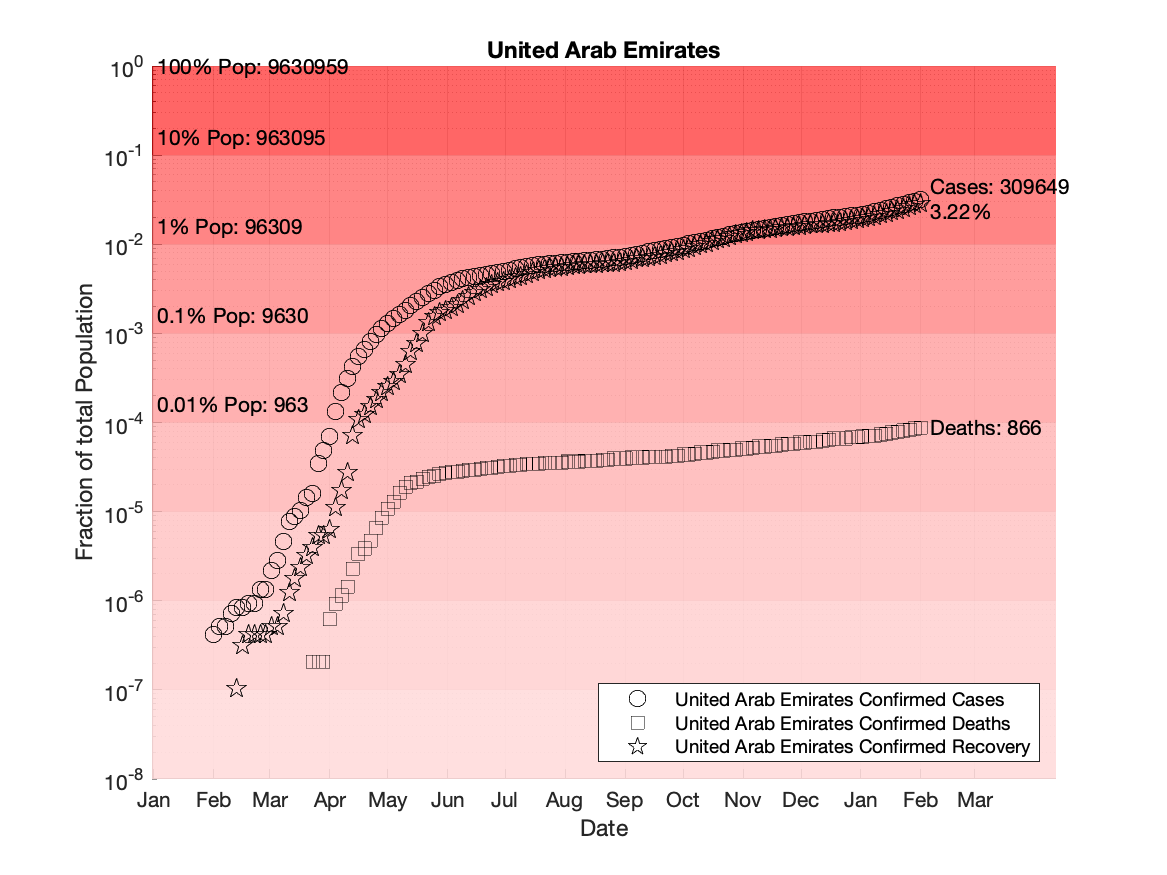 United Arab Emirates
10^0
100% Pop: 9630959
10% Pop: 963095
10^-1
Cases: 309649
3.22%
1% Pop: 96309
10^-2
0.1% Pop: 9630
10^-3
0.01% Pop: 963
10^-4
Deaths: 866
10^-5
10^-6
10^-7
10^-8
Fraction of total Population
United Arab Emirates Confirmed Cases
United Arab Emirates Confirmed Deaths
United Arab Emirates Confirmed Recovery
Jan Feb Mar Apr May Jun Jul Aug Sep Oct Nov Dec Jan Feb Mar
Date